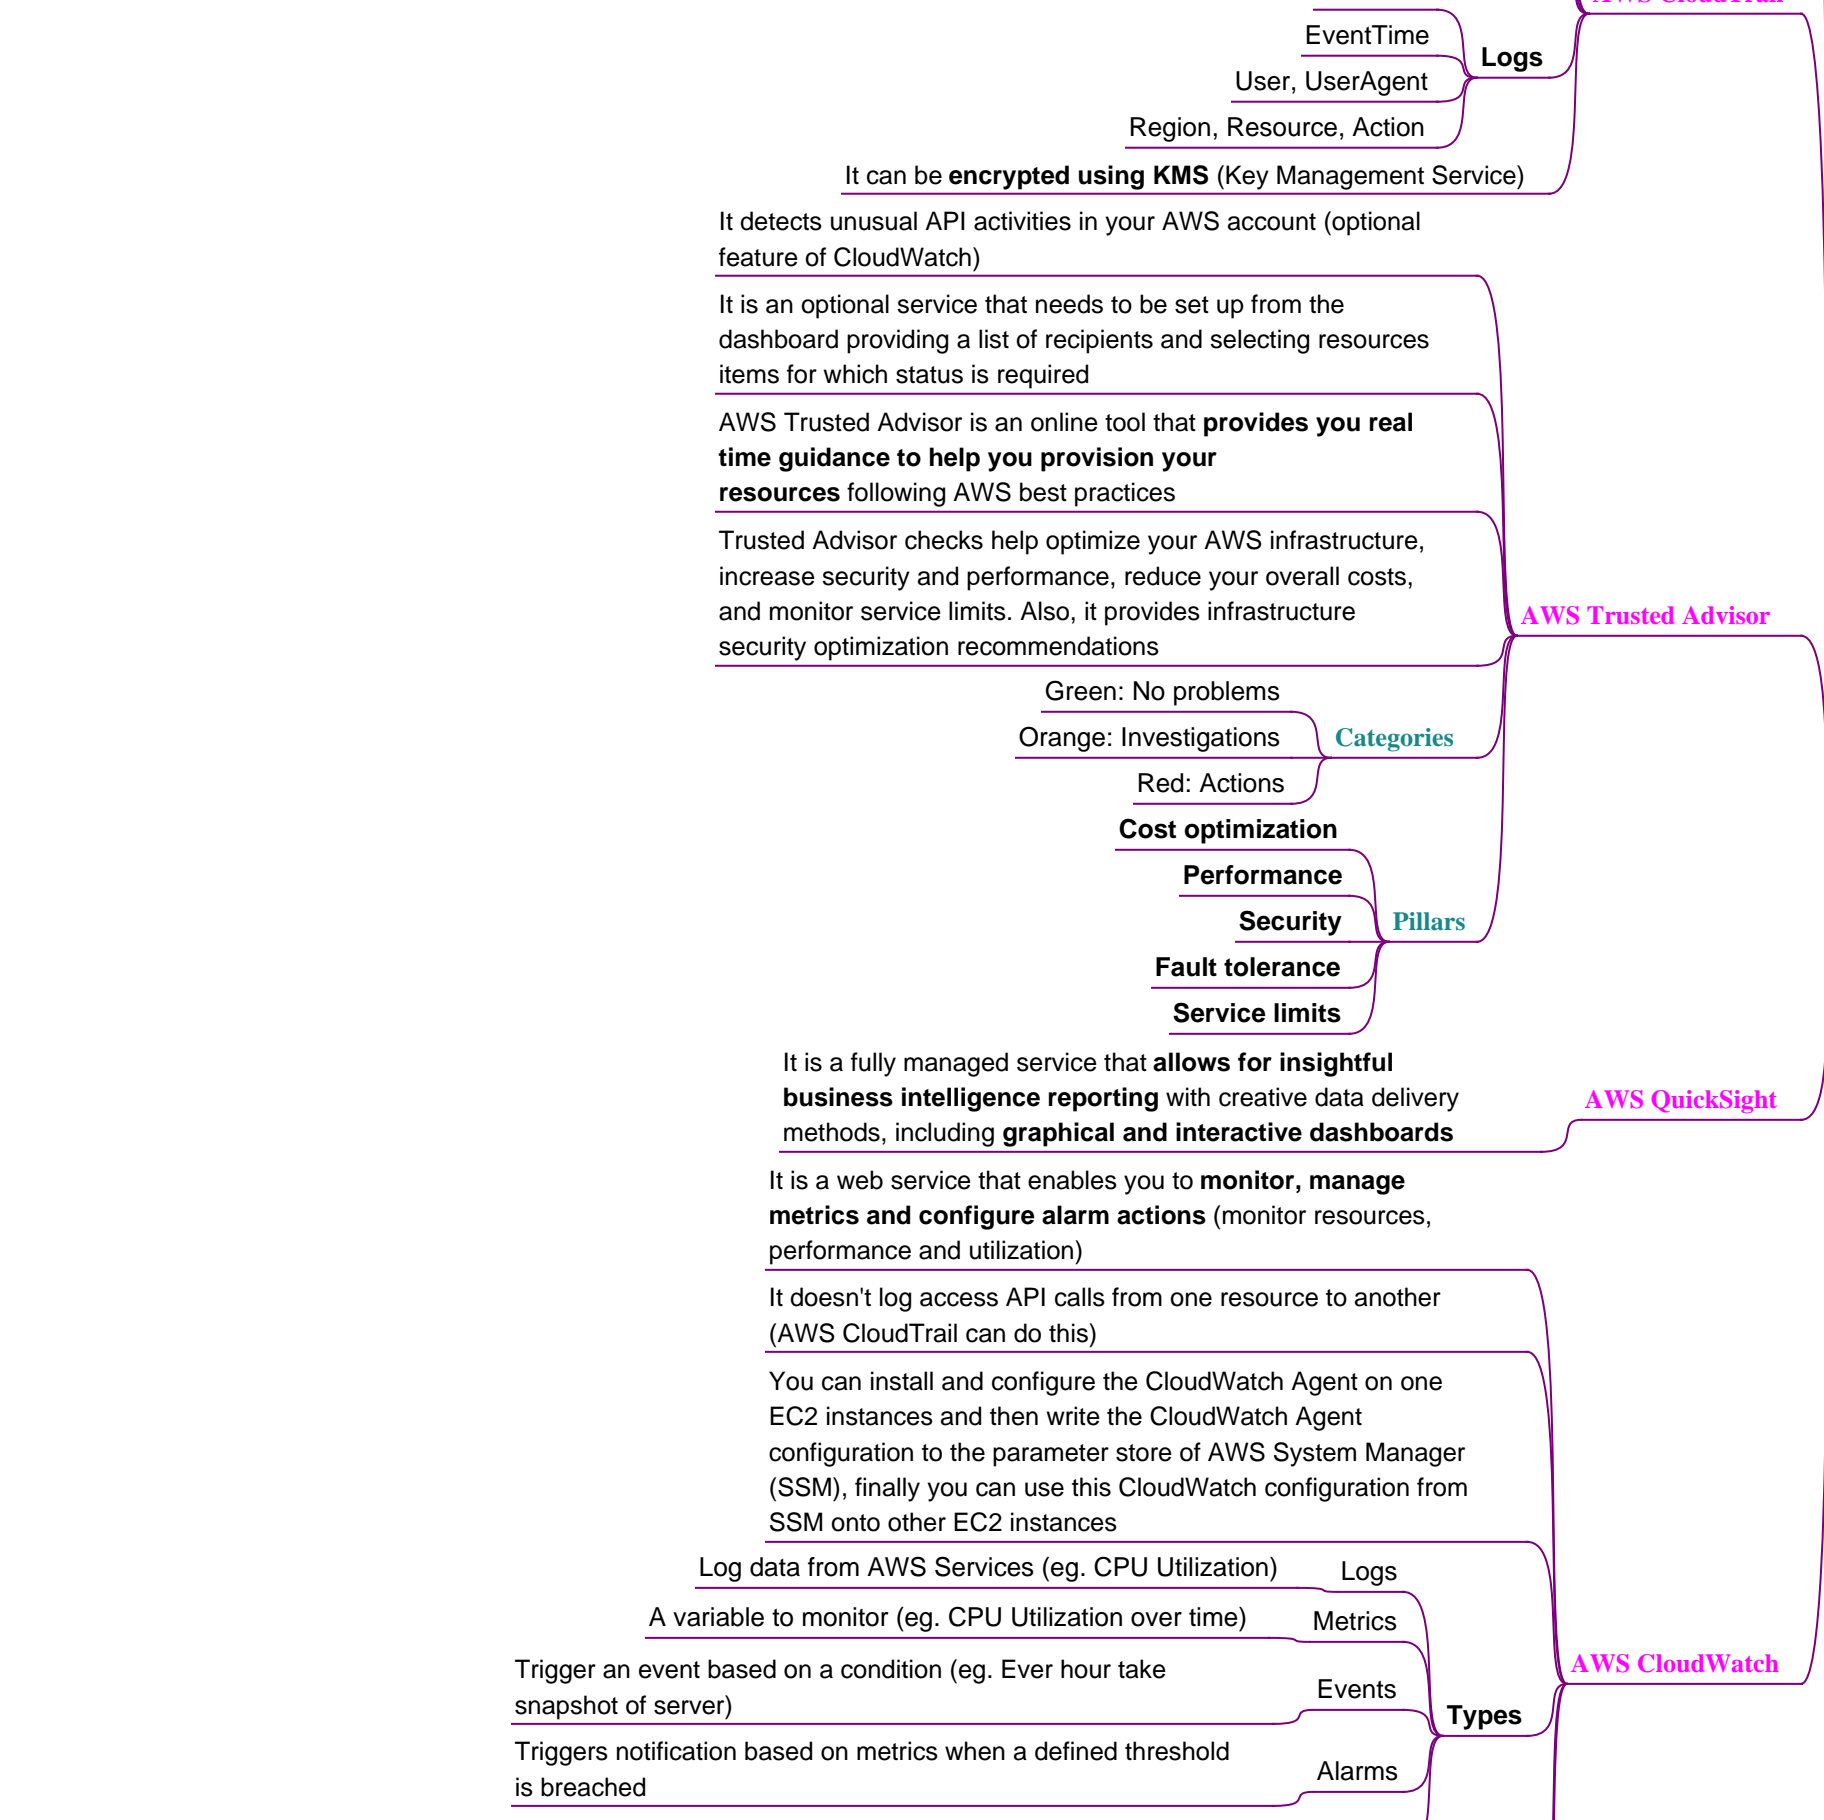 AWS CloudTrail
EventTime
Logs
User, UserAgent
Region, Resource, Action
It can be encrypted using KMS (Key Management Service)
It detects unusual API activities in your AWS account (optional
feature of CloudWatch)
It is an optional service that needs to be set up from the
dashboard providing a list of recipients and selecting resources
items for which status is required
AWS Trusted Advisor is an online tool that provides you real
time guidance to help you provision your
resources following AWS best practices
Trusted Advisor checks help optimize your AWS infrastructure,
increase security and performance, reduce your overall costs,
and monitor service limits. Also, it provides infrastructure
security optimization recommendations
AWS Trusted Advisor
Green: No problems
Orange: Investigations
Categories
Red: Actions
Cost optimization
Performance
Security
Pillars
Fault tolerance
Service limits
It is a fully managed service that allows for insightful
business intelligence reporting with creative data delivery
methods, including graphical and interactive dashboards
AWS QuickSight
It is a web service that enables you to monitor, manage
metrics and configure alarm actions (monitor resources,
performance and utilization)
It doesn't log access API calls from one resource to another
(AWS CloudTrail can do this)
You can install and configure the CloudWatch Agent on one
EC2 instances and then write the CloudWatch Agent
configuration to the parameter store of AWS System Manager
(SSM), finally you can use this CloudWatch configuration from
SSM onto other EC2 instances
Log data from AWS Services (eg. CPU Utilization)
Logs
A variable to monitor (eg. CPU Utilization over time)
Metrics
AWS CloudWatch
Trigger an event based on a condition (eg. Ever hour take
snapshot of server)
Events
Types
Triggers notification based on metrics when a defined threshold
is breached
Alarms